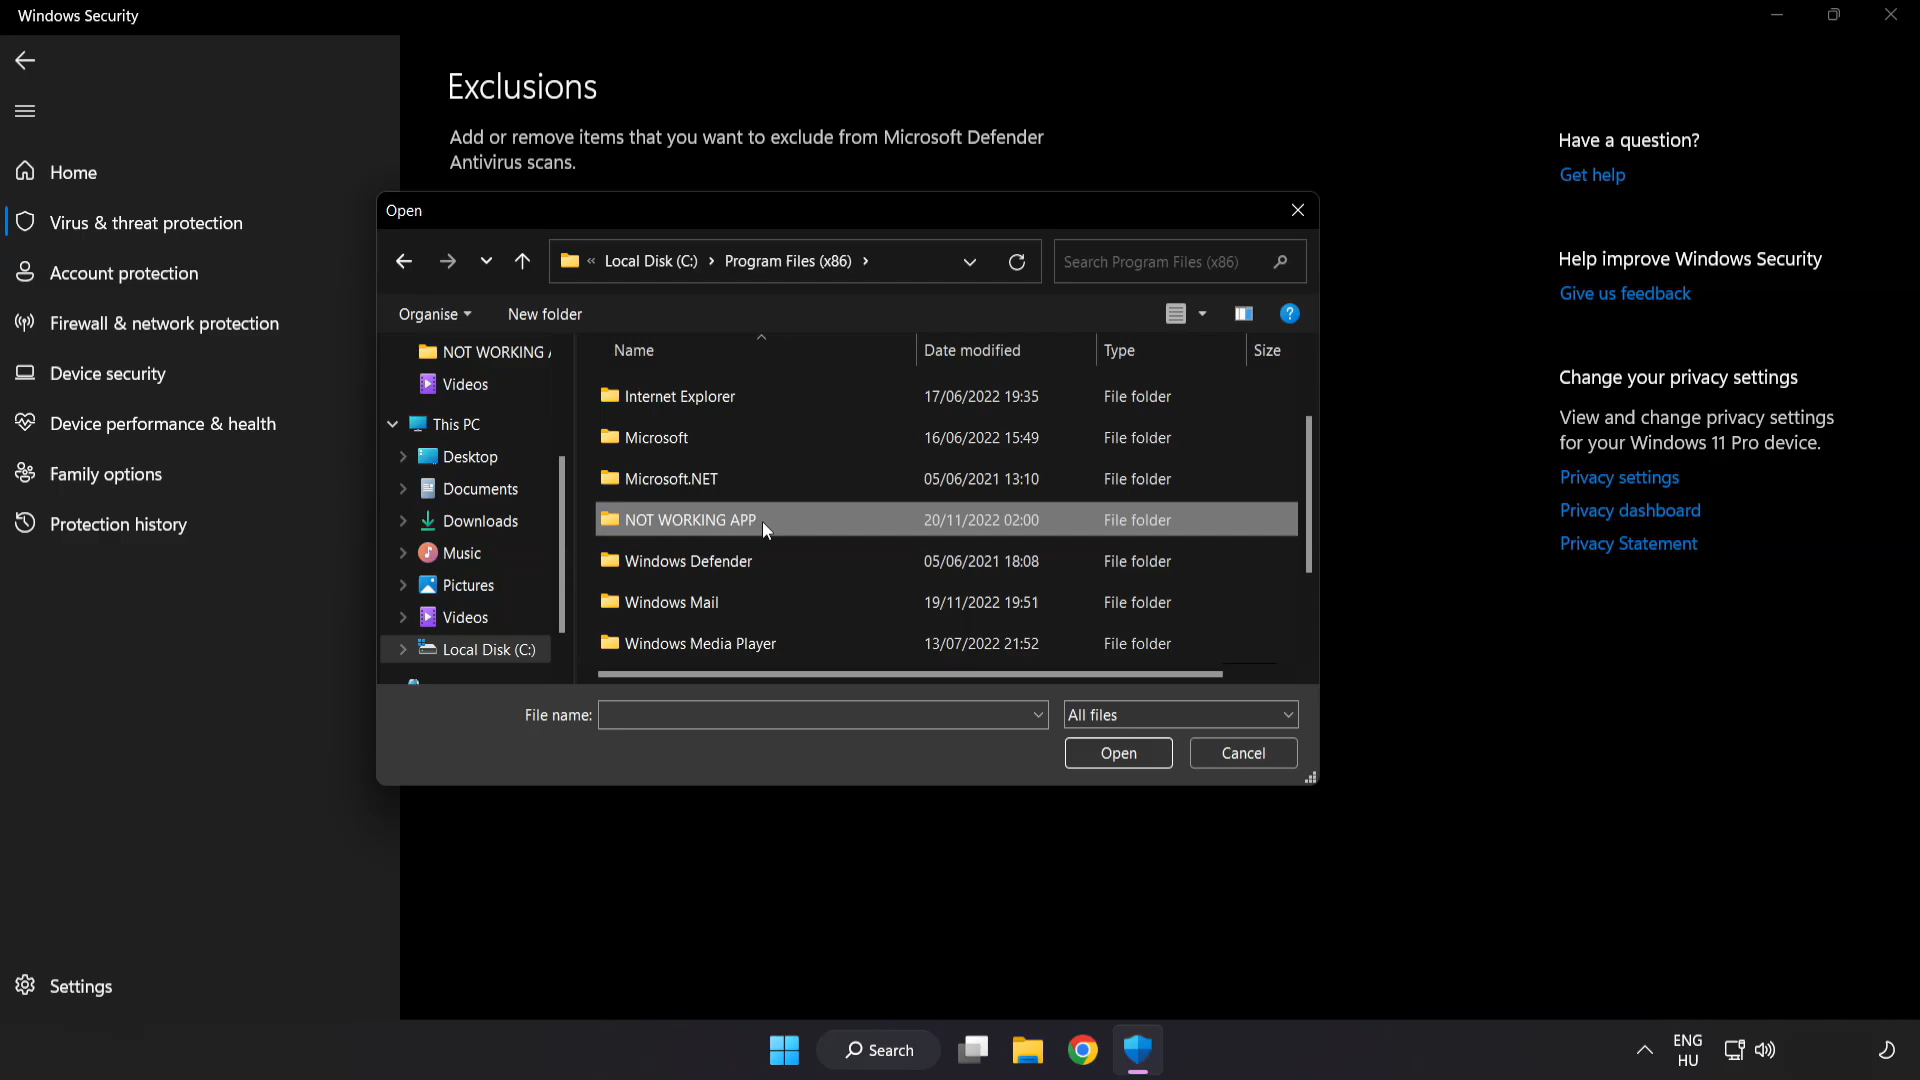 Windows Security
Exclusions
Add or remove items that you want to exclude from Microsoft Defender
Antivirus scans.
Home
Virus & threat protection
Account protection
Firewall & network protection
Device security
Device performance & health
Family options
Protection history
Settings
Open
« Local Disk (C:) › Program Files (x86) ›
Search Program Files (x86)
Organise
New folder
?
NOT WORKING
Videos
This PC
Desktop
Documents
Downloads
Music
Pictures
Videos
Local Disk (C:)
Name Date modified Type Size
Internet Explorer 17/06/2022 19:35 File folder
Microsoft 16/06/2022 15:49 File folder
Microsoft.NET 05/06/2021 13:10 File folder
NOT WORKING APP 20/11/2022 02:00 File folder
Windows Defender 05/06/2021 18:08 File folder
Windows Mail 19/11/2022 19:51 File folder
Windows Media Player 13/07/2022 21:52 File folder
File name:
All files
Open Cancel
Have a question?
Get help
Help improve Windows Security
Give us feedback
Change your privacy settings
View and change privacy settings
for your Windows 11 Pro device.
Privacy settings
Privacy dashboard
Privacy Statement
Search
ENG
HU